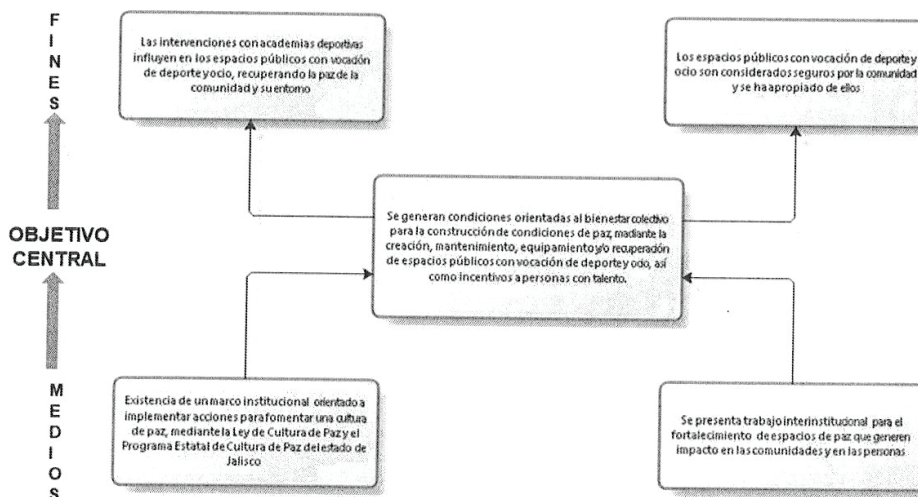 FINES
Las intervenciones con academias deportivas
influyen en los espacios públicos con vocación
de deporte y ocio, recuperando la paz de la
comunidad y su entorno
Los espacios públicos con vocación de deporte y
ocio son considerados seguros por la comunidad
y se ha apropiado de ellos
OBJETIVO
CENTRAL
Se generan condiciones orientadas al bienestar colectivo
para la construcción de condiciones de paz, mediante la
creación, mantenimiento, equipamiento y/o recuperación
de espacios públicos con vocación de deporte y ocio, así
como incentivos a personas con talento.
MEDIOS
Existencia de un marco institucional orientado a
implementar acciones para fomentar una cultura
de paz, mediante la Ley de Cultura de Paz y el
Programa Estatal de Cultura de Paz del estado de
Jalisco
Se presenta trabajo interinstitucional para el
fortalecimiento de espacios de paz que generen
impacto en las comunidades y en las personas